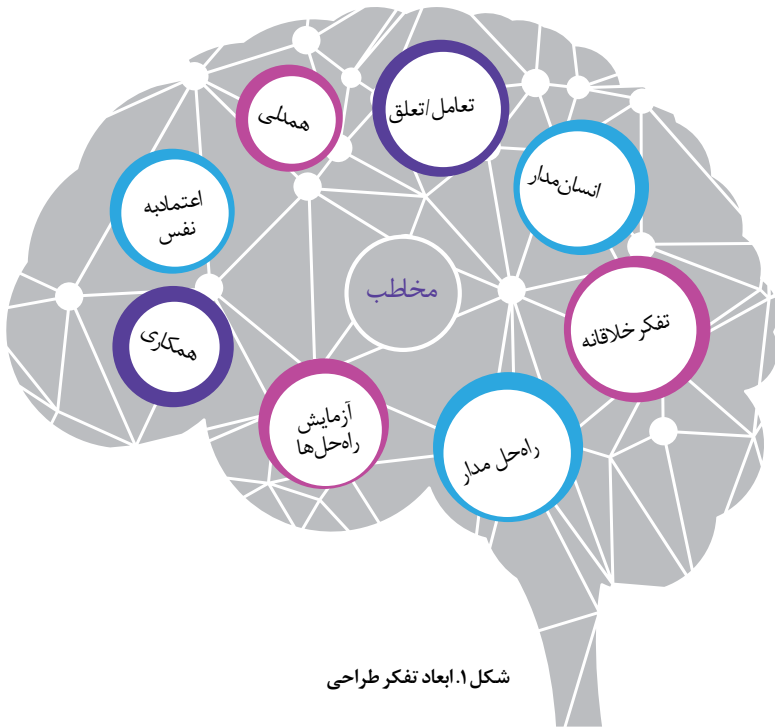 تعامل/تعلق
همدلی
انسان‌مدار
اعتمادبه
نفس
مخاطب
تفکر خلاقانه
همکاری
آزمایش
راه‌حل‌ها
راه‌حل مدار
شکل ۱. ابعاد تفکر طراحی